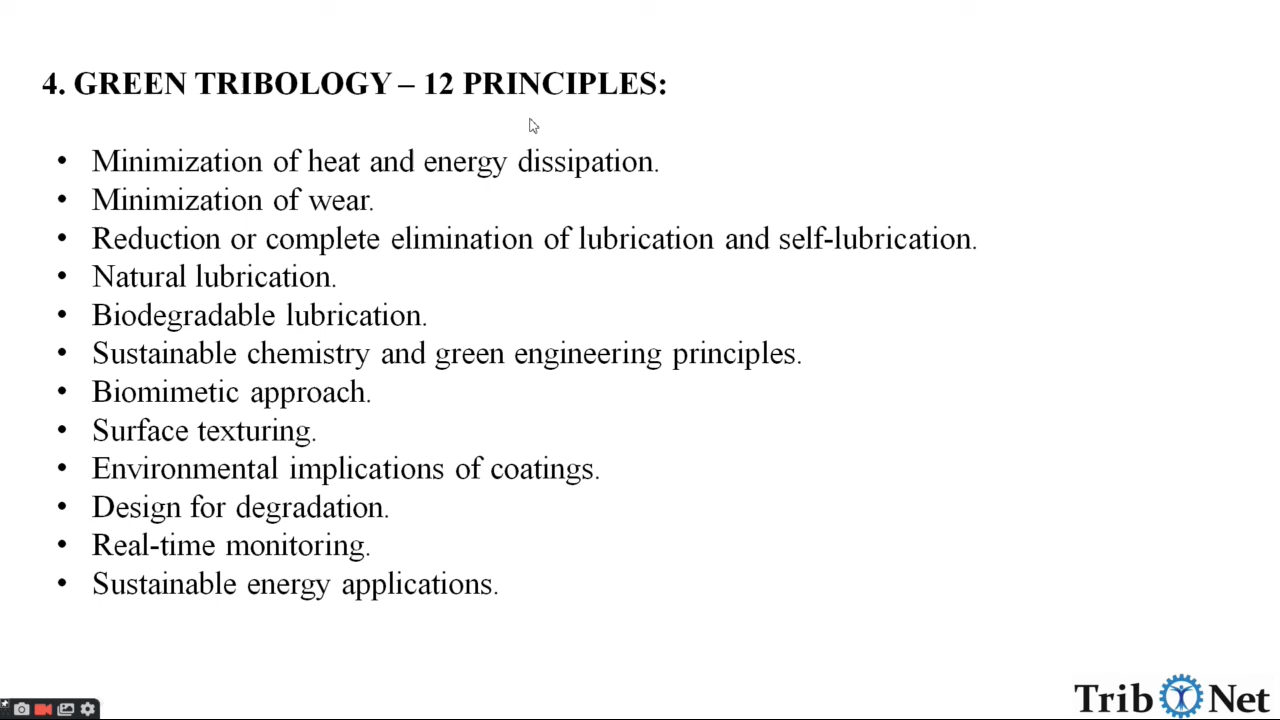 4. GREEN TRIBOLOGY – 12 PRINCIPLES:
• Minimization of heat and energy dissipation.
• Minimization of wear.
• Reduction or complete elimination of lubrication and self-lubrication.
• Natural lubrication.
• Biodegradable lubrication.
• Sustainable chemistry and green engineering principles.
• Biomimetic approach.
• Surface texturing.
• Environmental implications of coatings.
• Design for degradation.
• Real-time monitoring.
• Sustainable energy applications.
Trib Net